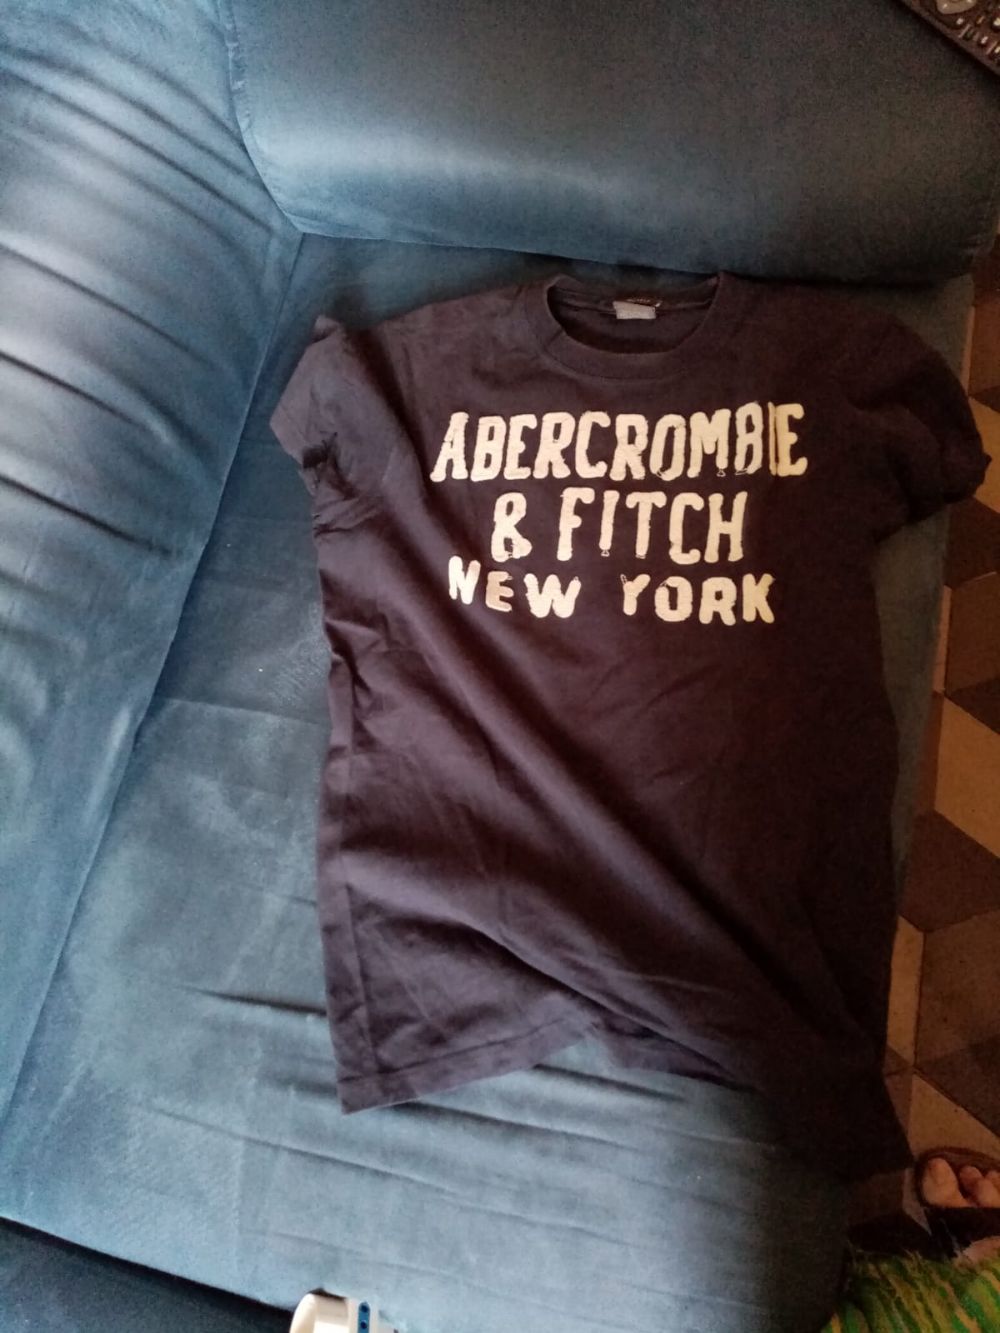 ABERCROMBIE
& FITCH
NEW YORK